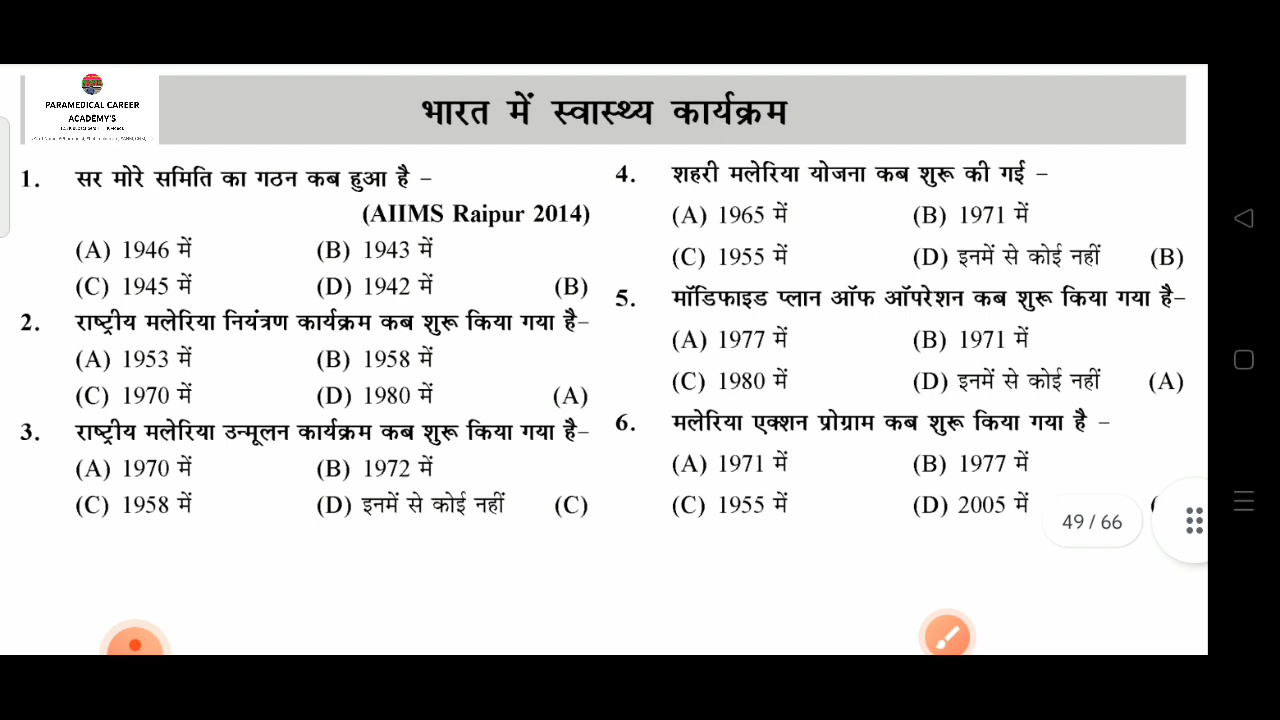 PARAMEDICAL CAREER
ACADEMY'S
भारत में स्वास्थ्य कार्यक्रम
1. सर मोरे समिति का गठन कब हुआ है –
(AIIMS Raipur 2014)
(A) 1946 में (B) 1943 में
(C) 1945 में (D) 1942 में (B)
2. राष्ट्रीय मलेरिया नियंत्रण कार्यक्रम कब शुरू किया गया है–
(A) 1953 में (B) 1958 में
(C) 1970 में (D) 1980 में (A)
3. राष्ट्रीय मलेरिया उन्मूलन कार्यक्रम कब शुरू किया गया है–
(A) 1970 में (B) 1972 में
(C) 1958 में (D) इनमें से कोई नहीं (C)
4. शहरी मलेरिया योजना कब शुरू की गई –
(A) 1965 में (B) 1971 में
(C) 1955 में (D) इनमें से कोई नहीं (B)
5. मॉडिफाइड प्लान ऑफ ऑपरेशन कब शुरू किया गया है–
(A) 1977 में (B) 1971 में
(C) 1980 में (D) इनमें से कोई नहीं (A)
6. मलेरिया एक्शन प्रोग्राम कब शुरू किया गया है –
(A) 1971 में (B) 1977 में
(C) 1955 में (D) 2005 में
49 / 66